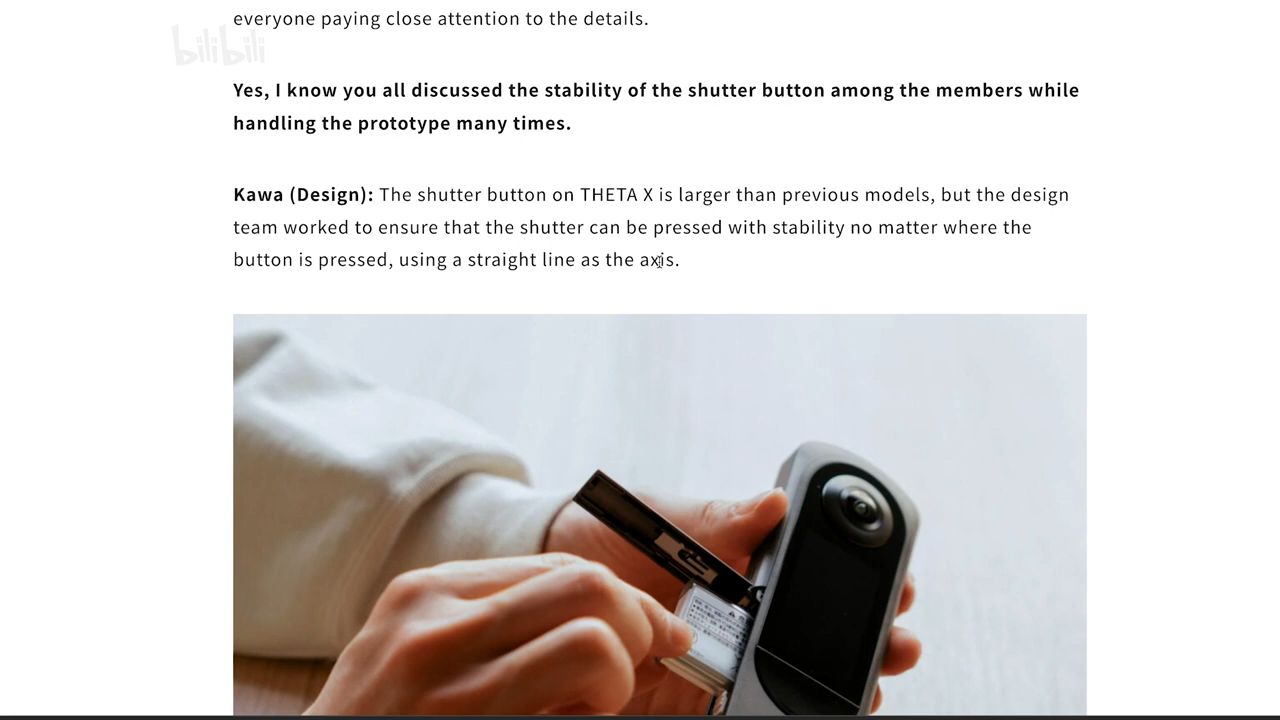 everyone paying close attention to the details.
bilibili
Yes, I know you all discussed the stability of the shutter button among the members while
handling the prototype many times.
Kawa (Design): The shutter button on THETA X is larger than previous models, but the design
team worked to ensure that the shutter can be pressed with stability no matter where the
button is pressed, using a straight line as the axis.